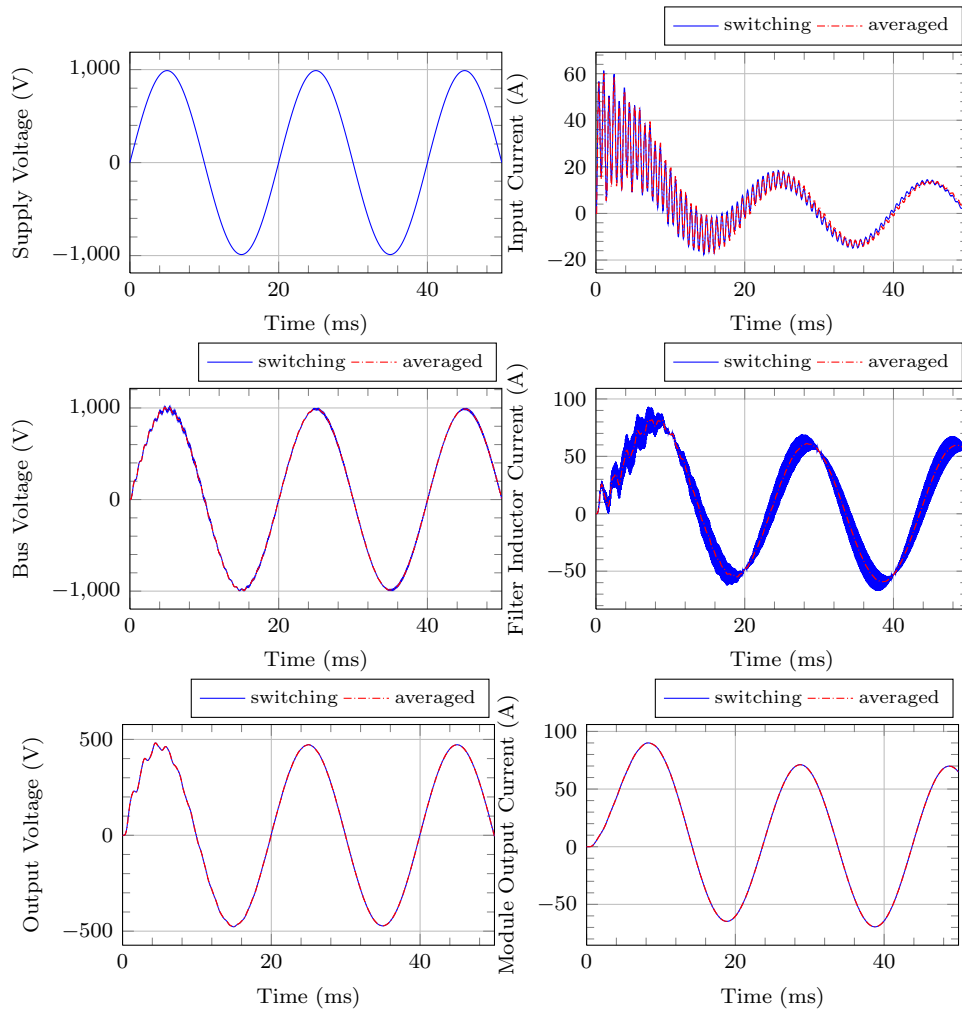 switching averaged
Supply Voltage (V)
1,000
0
−1,000
0 20 40
Time (ms)
Input Current (A)
60
40
20
0
−20
0 20 40
Time (ms)
switching averaged
Bus Voltage (V)
1,000
0
−1,000
0 20 40
Time (ms)
switching averaged
Filter Inductor Current (A)
100
50
0
−50
0 20 40
Time (ms)
switching averaged
Output Voltage (V)
500
0
−500
0 20 40
Time (ms)
switching averaged
Module Output Current (A)
100
50
0
−50
0 20 40
Time (ms)